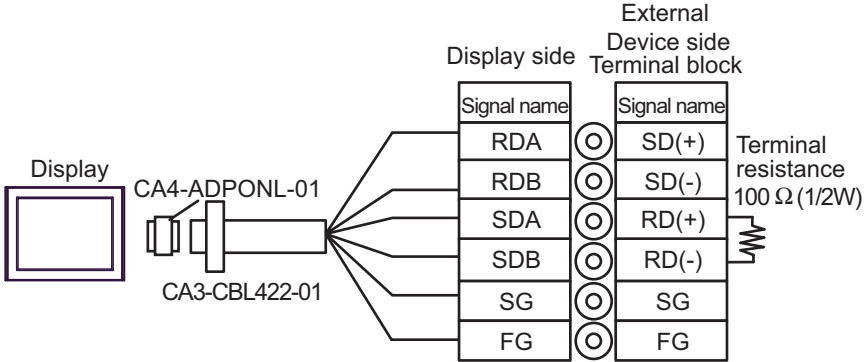 External
Device side
Terminal block
Display side
Signal name
Signal name
RDA
SD(+)
RDB
SD(-)
SDA
RD(+)
SDB
RD(-)
SG
SG
FG
FG
Terminal
resistance
100 Ω (1/2W)
Display
CA4-ADPONL-01
CA3-CBL422-01